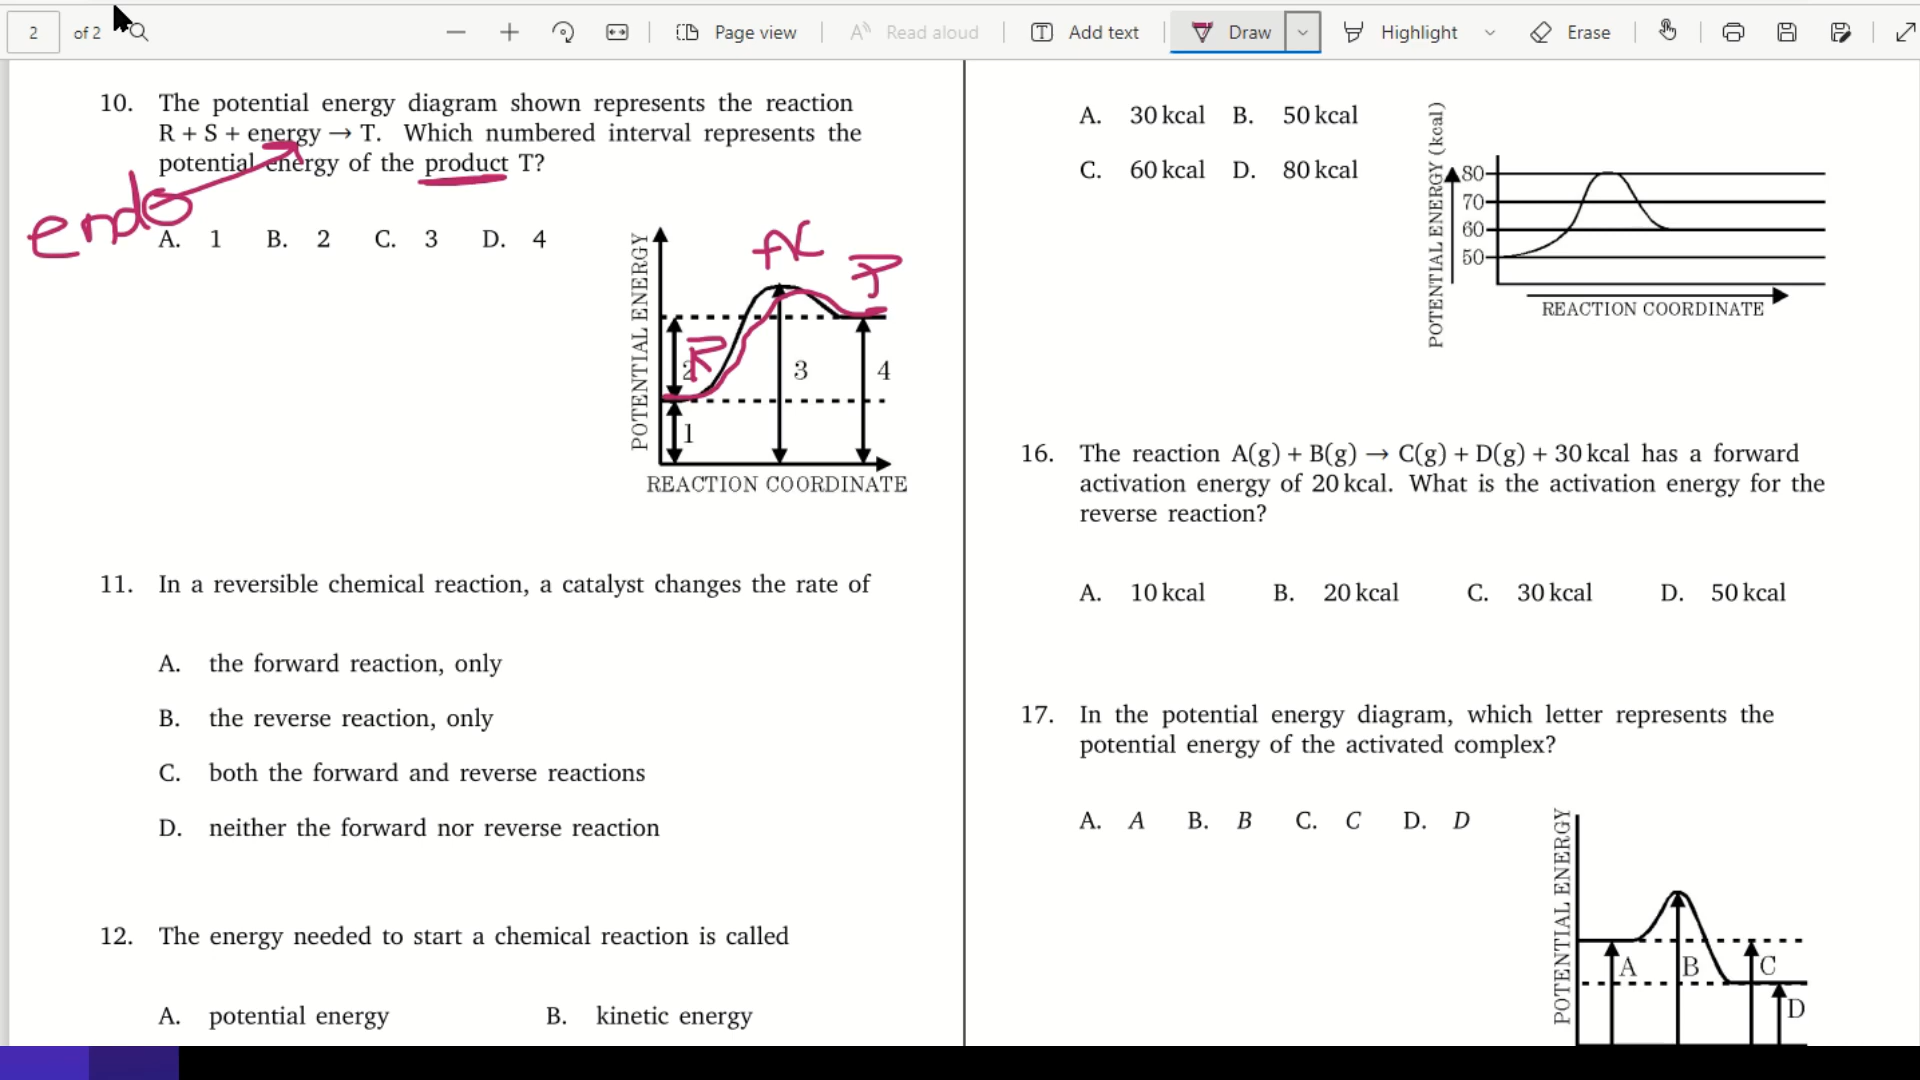 2 of 2 Page view Read aloud Add text Draw Highlight Erase
10. The potential energy diagram shown represents the reaction
R + S + energy → T. Which numbered interval represents the
potential energy of the product T?
endo
A. 1 B. 2 C. 3 D. 4
POTENTIAL ENERGY
AC
P
R
2
3
4
1
REACTION COORDINATE
11. In a reversible chemical reaction, a catalyst changes the rate of
A. the forward reaction, only
B. the reverse reaction, only
C. both the forward and reverse reactions
D. neither the forward nor reverse reaction
12. The energy needed to start a chemical reaction is called
A. potential energy B. kinetic energy
A. 30 kcal B. 50 kcal
C. 60 kcal D. 80 kcal
POTENTIAL ENERGY (kcal)
80
70
60
50
REACTION COORDINATE
16. The reaction A(g) + B(g) → C(g) + D(g) + 30 kcal has a forward
activation energy of 20 kcal. What is the activation energy for the
reverse reaction?
A. 10 kcal B. 20 kcal C. 30 kcal D. 50 kcal
17. In the potential energy diagram, which letter represents the
potential energy of the activated complex?
A. A B. B C. C D. D
POTENTIAL ENERGY
A B C
D